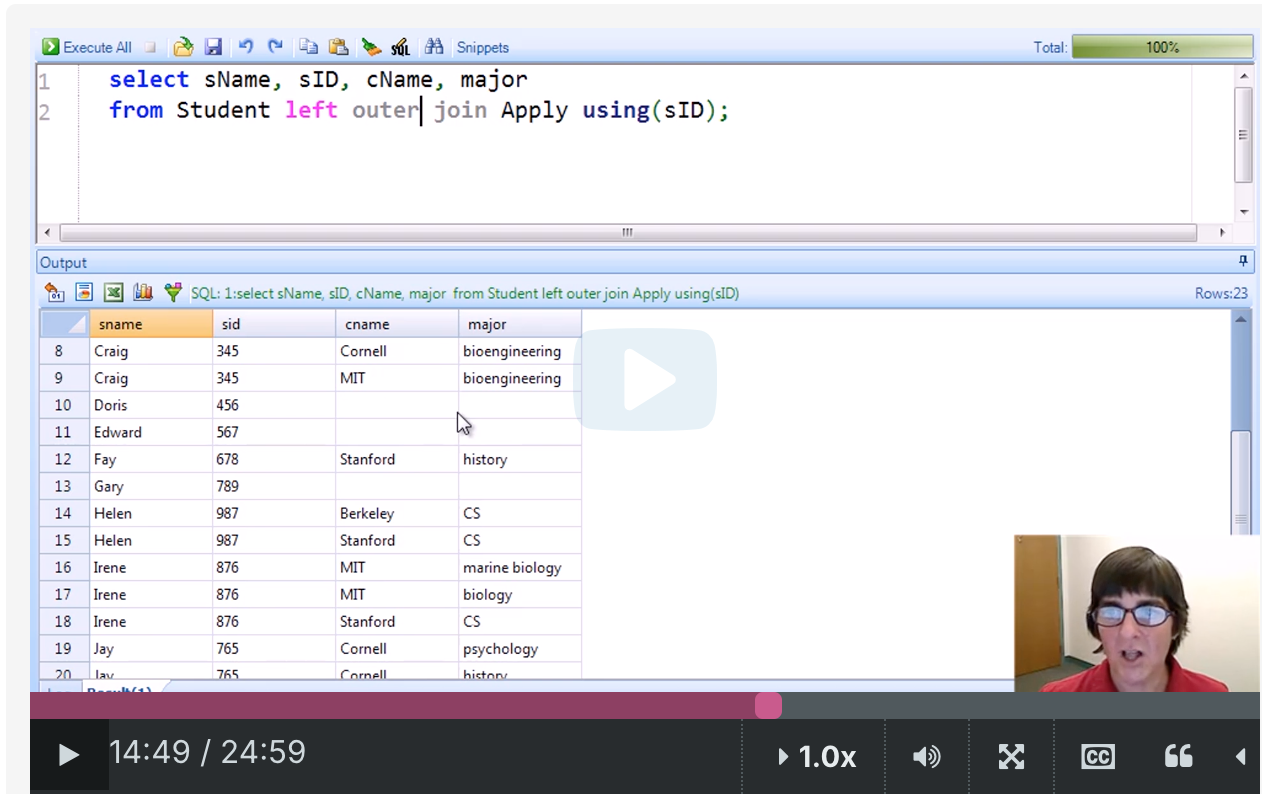 Execute All SQL Snippets Total: 100%
1 select sName, sID, cName, major
2 from Student left outer join Apply using(sID);
Output
SQL: 1:select sName, sID, cName, major from Student left outer join Apply using(sID) Rows:23
sname sid cname major
8 Craig 345 Cornell bioengineering
9 Craig 345 MIT bioengineering
10 Doris 456
11 Edward 567
12 Fay 678 Stanford history
13 Gary 789
14 Helen 987 Berkeley CS
15 Helen 987 Stanford CS
16 Irene 876 MIT marine biology
17 Irene 876 MIT biology
18 Irene 876 Stanford CS
19 Jay 765 Cornell psychology
20 Jay 765 Cornell history
Result(1)
14:49 / 24:59 1.0x CC